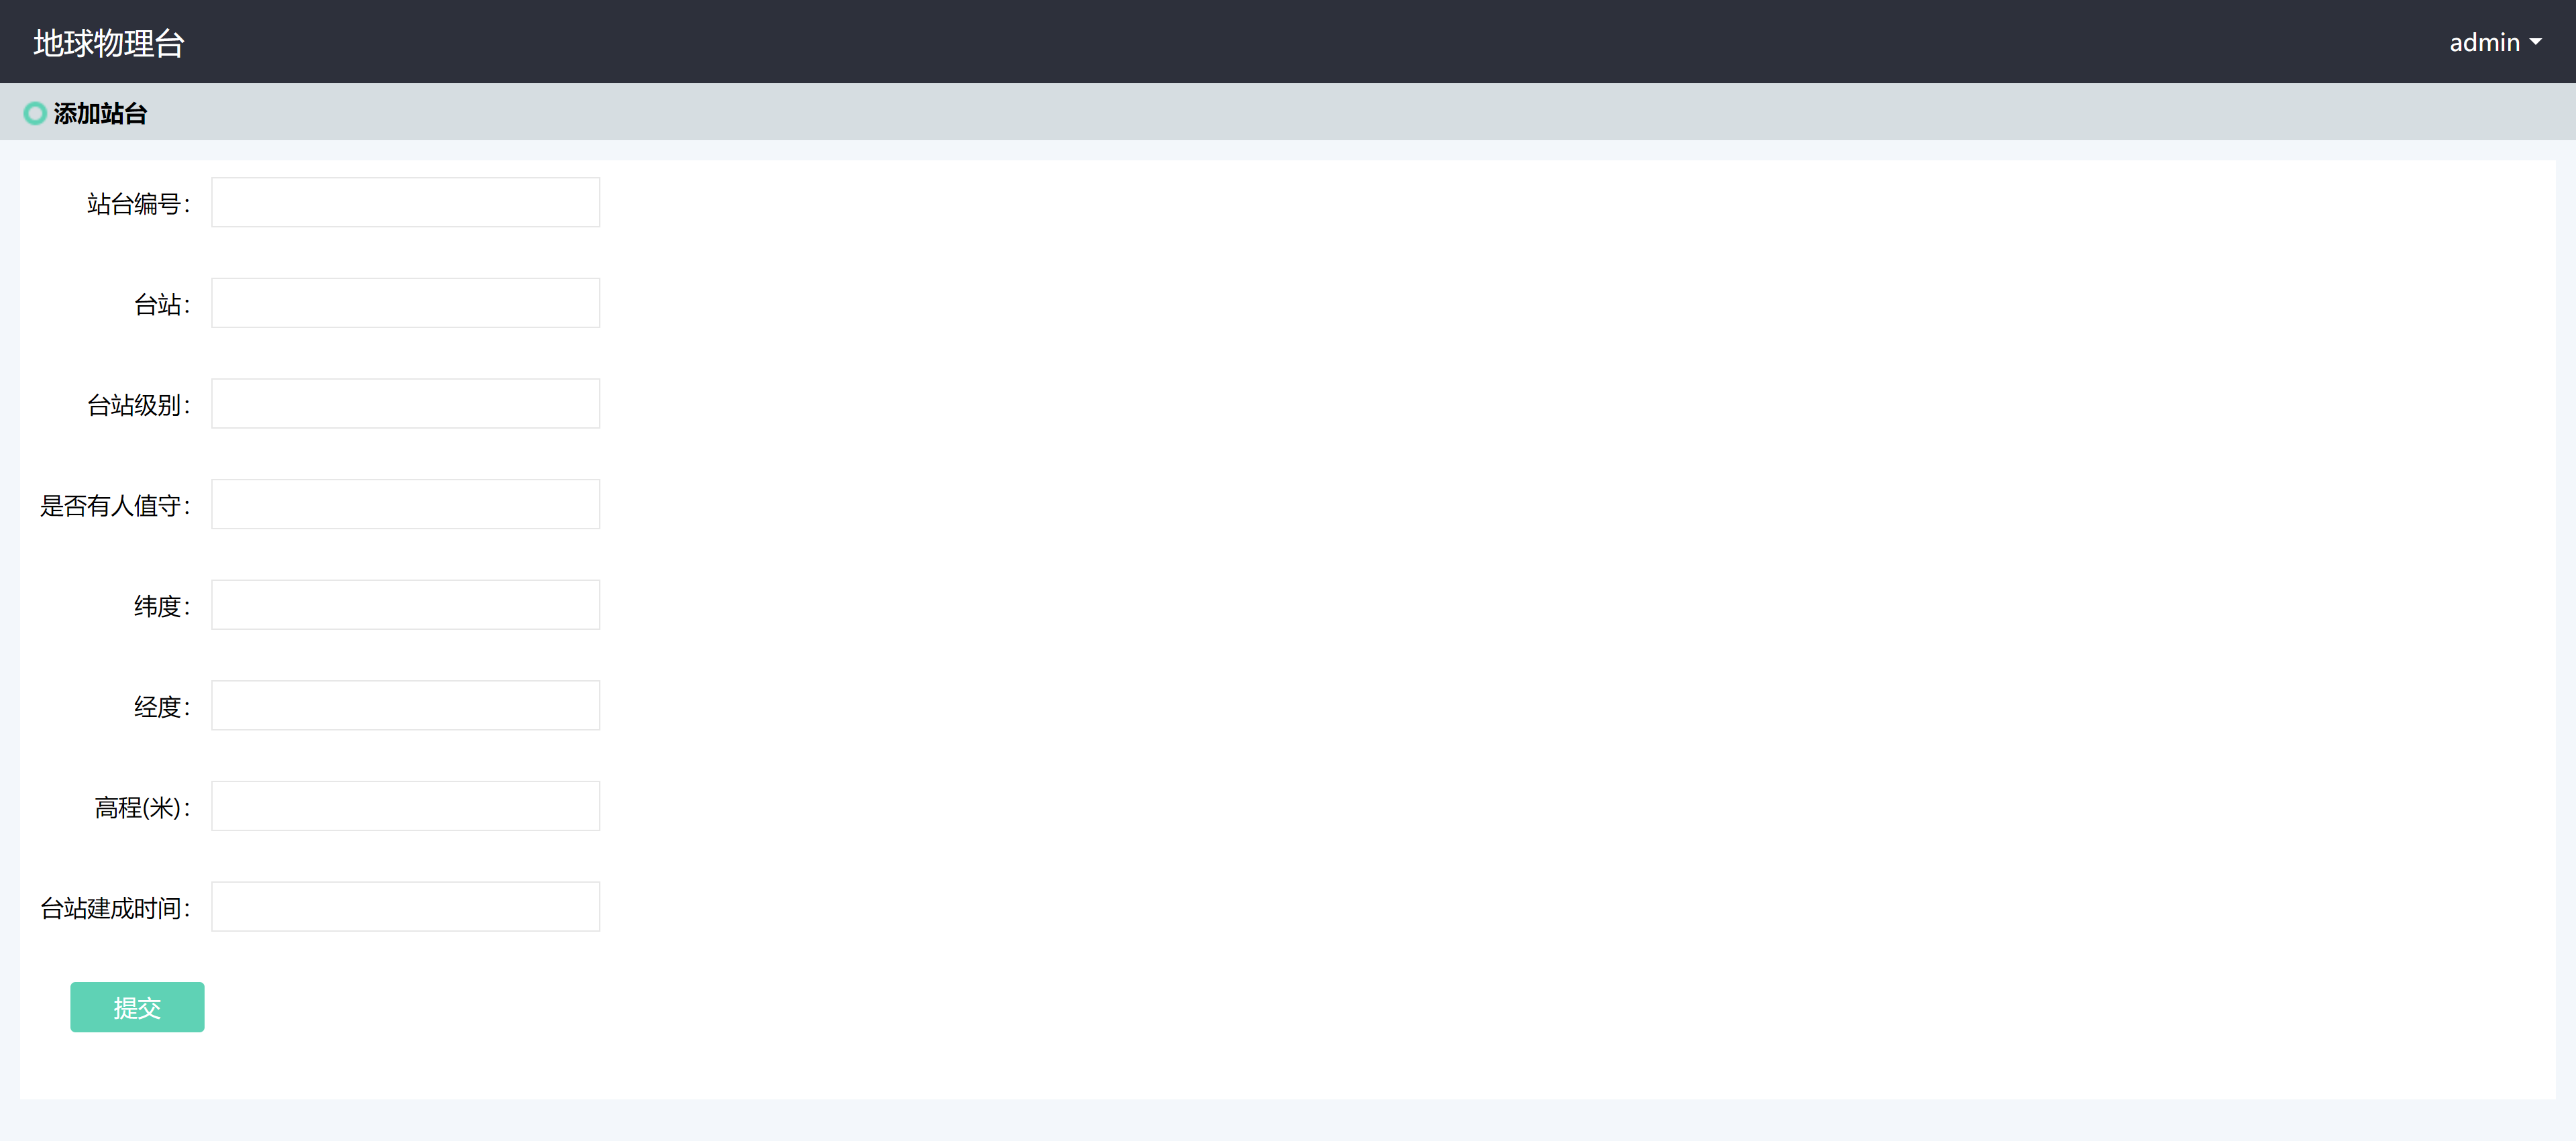 地球物理台
admin
添加站台
站台编号：
台站：
台站级别：
是否有人值守：
纬度：
经度：
高程(米)：
台站建成时间：
提交